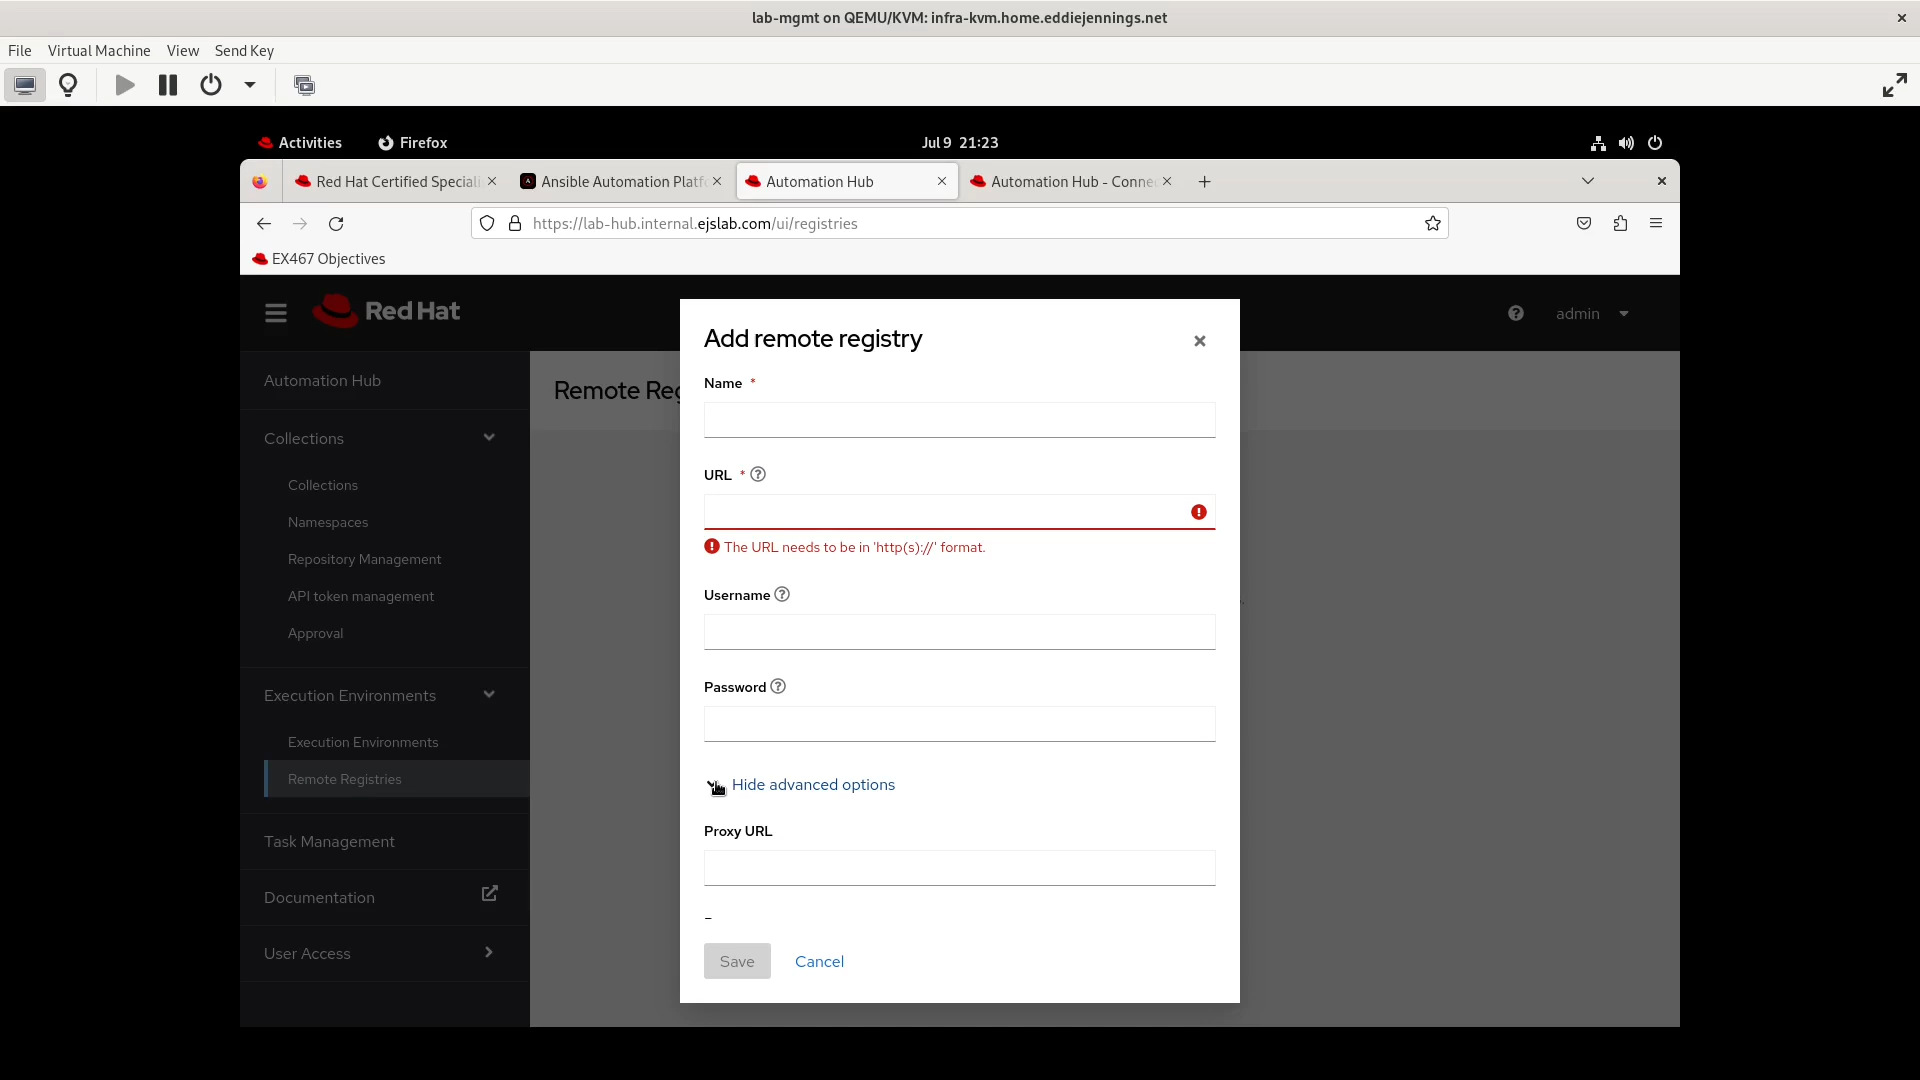 lab-mgmt on QEMU/KVM: infra-kvm.home.eddiejennings.net
File Virtual Machine View Send Key
Activities Firefox Jul 9 21:23
Red Hat Certified Speciali Ansible Automation Platfo Automation Hub Automation Hub - Connec
https://lab-hub.internal.ejslab.com/ui/registries
EX467 Objectives
Red Hat
admin
Automation Hub
Collections
Collections
Namespaces
Repository Management
API token management
Approval
Execution Environments
Execution Environments
Remote Registries
Task Management
Documentation
User Access
Remote Reg
Add remote registry
Name *
URL *
The URL needs to be in 'http(s)://' format.
Username
Password
Hide advanced options
Proxy URL
Save Cancel